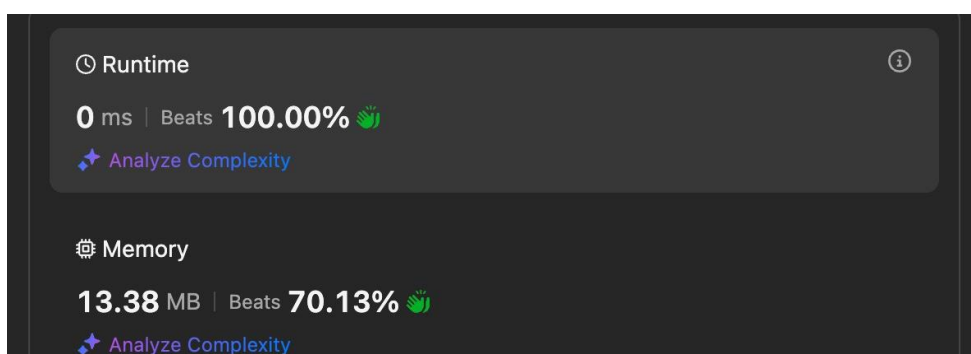 Runtime
0 ms | Beats 100.00%
Analyze Complexity
Memory
13.38 MB | Beats 70.13%
Analyze Complexity